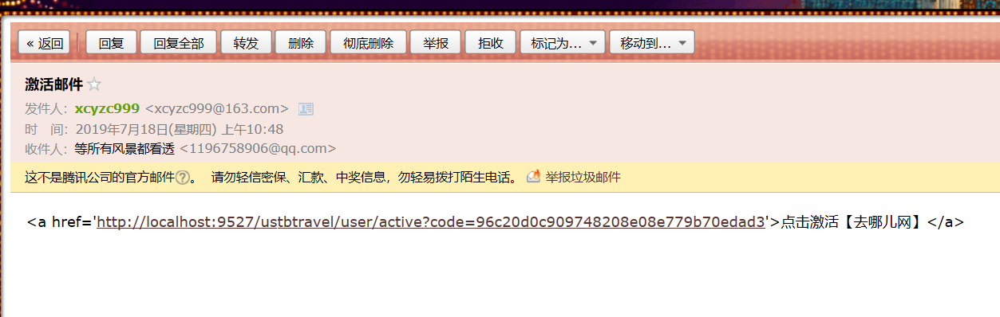 « 返回 回复 回复全部 转发 删除 彻底删除 举报 拒收 标记为... 移动到...
激活邮件
发件人：xcyzc999 <xcyzc999@163.com>
时 间：2019年7月18日(星期四) 上午10:48
收件人：等所有风景都看透 <1196758906@qq.com>
这不是腾讯公司的官方邮件?。 请勿轻信密保、汇款、中奖信息，勿轻易拨打陌生电话。 举报垃圾邮件
<a href='http://localhost:9527/ustbtravel/user/active?code=96c20d0c909748208e08e779b70edad3'>点击激活【去哪儿网】</a>